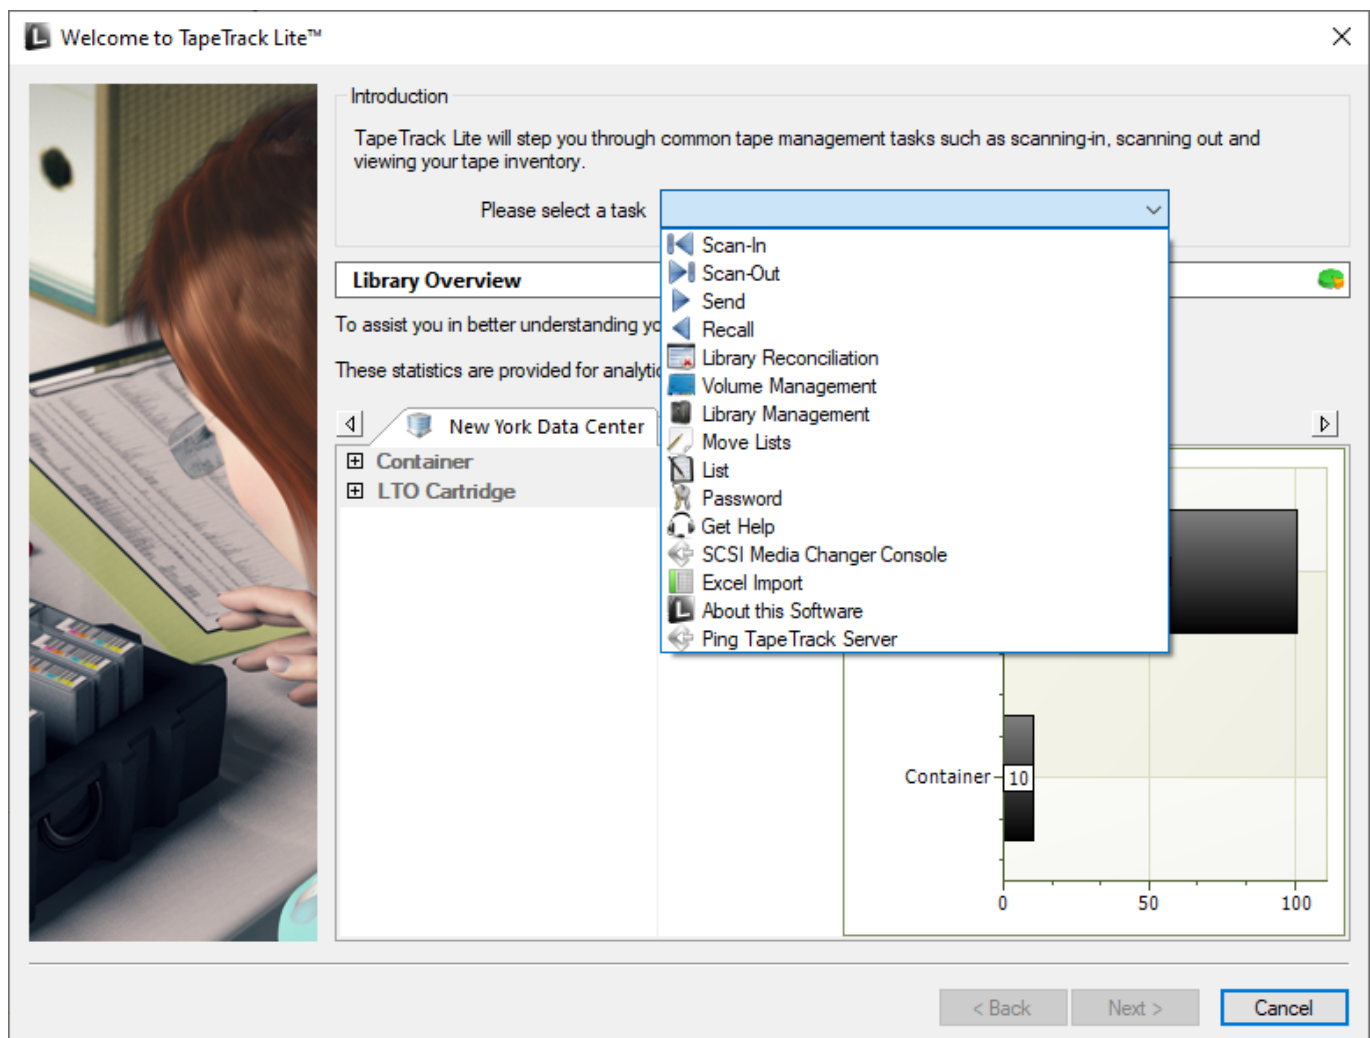 Welcome to TapeTrack Lite™
Introduction
TapeTrack Lite will step you through common tape management tasks such as scanning-in, scanning out and
viewing your tape inventory.
Please select a task
Scan-In
Scan-Out
Send
Recall
Library Reconciliation
Volume Management
Library Management
Move Lists
List
Password
Get Help
SCSI Media Changer Console
Excel Import
About this Software
Ping TapeTrack Server
Library Overview
To assist you in better understanding
These statistics are provided for
New York Data Center
Container
LTO Cartridge
Container
10
0 50 100
< Back Next > Cancel